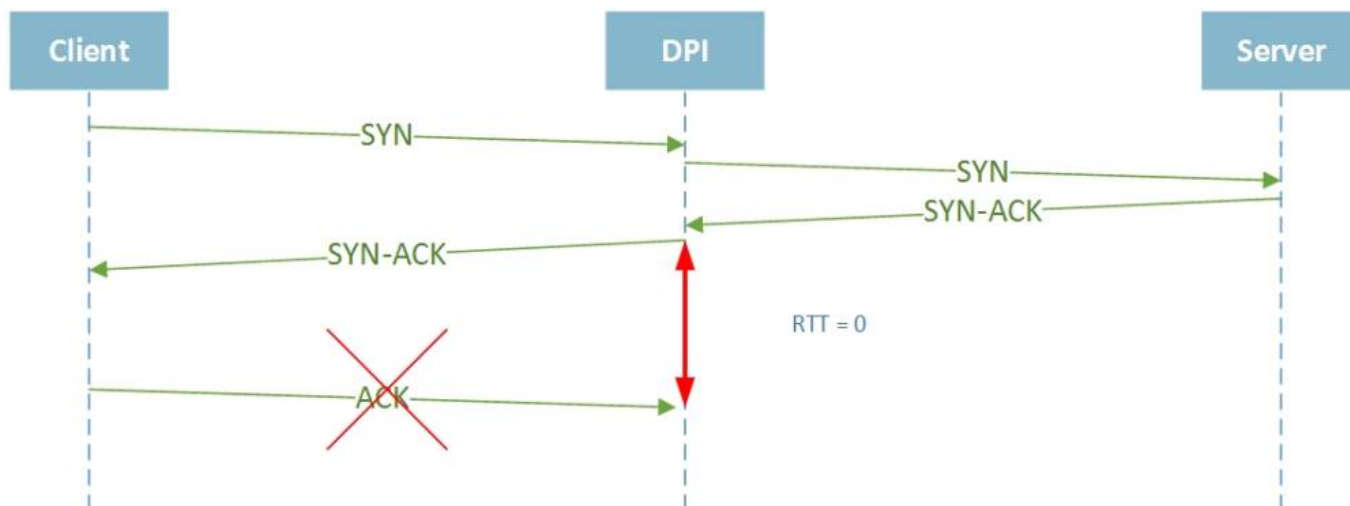 Client
DPI
Server
SYN
SYN
SYN-ACK
SYN-ACK
RTT = 0
ACK